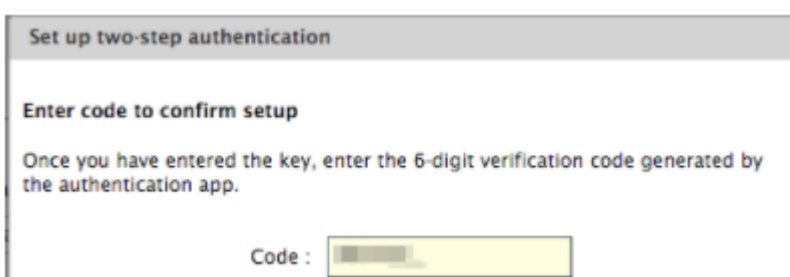 Set up two-step authentication
Enter code to confirm setup
Once you have entered the key, enter the 6-digit verification code generated by
the authentication app.
Code :